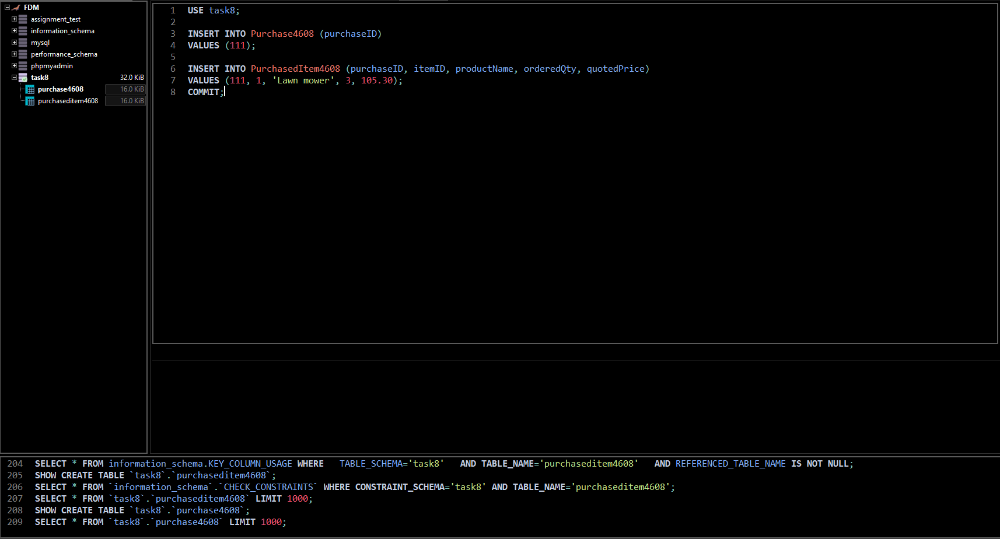 FDM
assignment_test
information_schema
mysql
performance_schema
phpmyadmin
task8 32.0 KiB
purchase4608 16.0 KiB
purchaseditem4608 16.0 KiB
1 USE task8;
2
3 INSERT INTO Purchase4608 (purchaseID)
4 VALUES (111);
5
6 INSERT INTO PurchasedItem4608 (purchaseID, itemID, productName, orderedQty, quotedPrice)
7 VALUES (111, 1, 'Lawn mower', 3, 105.30);
8 COMMIT;
204 SELECT * FROM information_schema.KEY_COLUMN_USAGE WHERE   TABLE_SCHEMA='task8'   AND TABLE_NAME='purchaseditem4608'   AND REFERENCED_TABLE_NAME IS NOT NULL;
205 SHOW CREATE TABLE `task8`.`purchaseditem4608`;
206 SELECT * FROM `information_schema`.`CHECK_CONSTRAINTS` WHERE CONSTRAINT_SCHEMA='task8' AND TABLE_NAME='purchaseditem4608';
207 SELECT * FROM `task8`.`purchaseditem4608` LIMIT 1000;
208 SHOW CREATE TABLE `task8`.`purchase4608`;
209 SELECT * FROM `task8`.`purchase4608` LIMIT 1000;